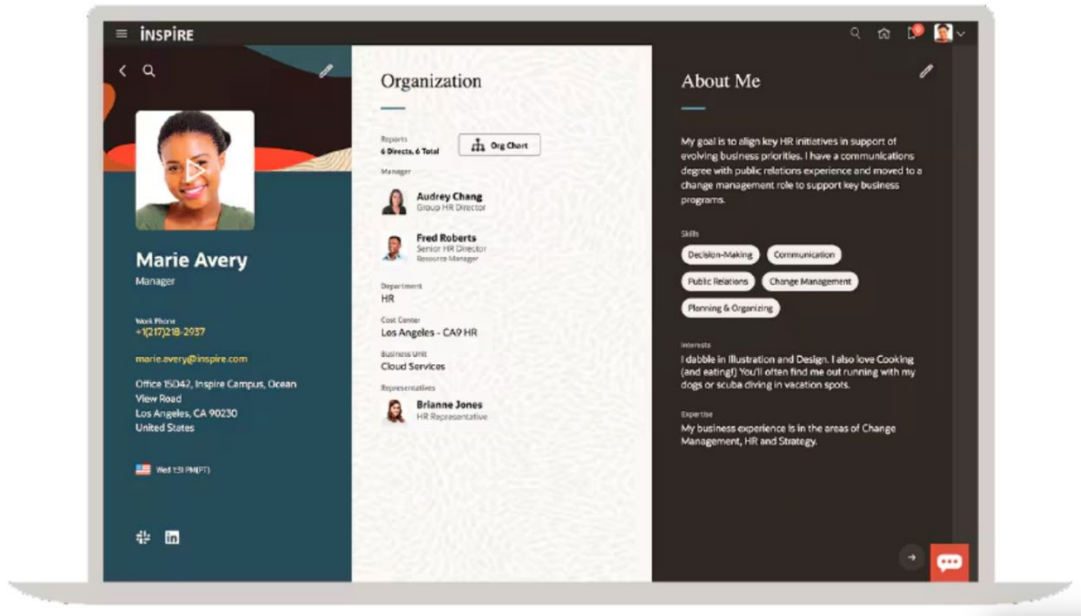 INSPIRE
Marie Avery
Manager
Work Phone
+1(217)218-2937
marie.avery@inspire.com
Office 15042, Inspire Campus, Ocean
View Road
Los Angeles, CA 90230
United States
Wed 1:31 PM(PT)
in
Organization
Reports
6 Directs, 6 Total
Org Chart
Manager
Audrey Chang
Group HR Director
Fred Roberts
Senior HR Director
Resource Manager
Department
HR
Cost Center
Los Angeles - CA9 HR
Business Unit
Cloud Services
Representatives
Brianne Jones
HR Representative
About Me
My goal is to align key HR initiatives in support of
evolving business priorities. I have a communications
degree with public relations experience and moved to a
change management role to support key business
programs.
Skills
Decision-Making
Communication
Public Relations
Change Management
Planning & Organizing
Interests
I dabble in Illustration and Design. I also love Cooking
(and eating!) You'll often find me out running with my
dogs or scuba diving in vacation spots.
Expertise
My business experience is in the areas of Change
Management, HR and Strategy.